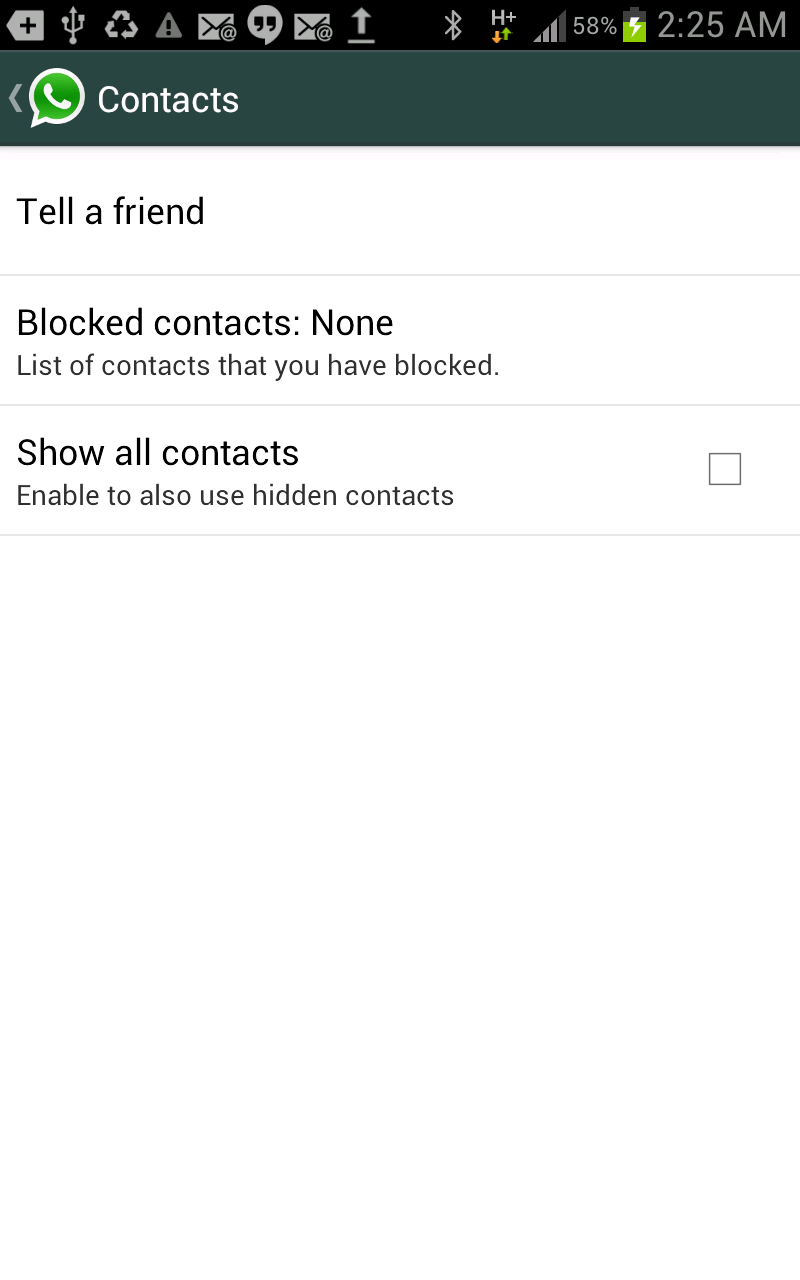 H+ 58% 2:25 AM
Contacts
Tell a friend
Blocked contacts: None
List of contacts that you have blocked.
Show all contacts
Enable to also use hidden contacts